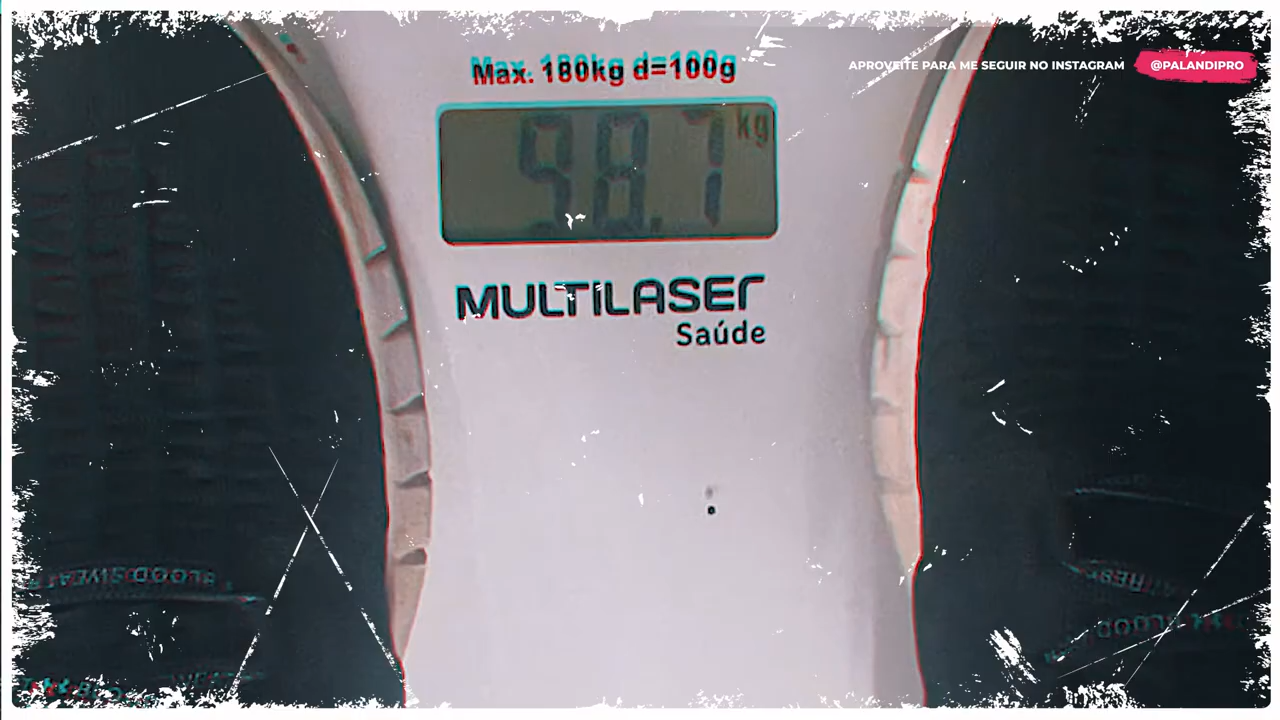 APROVEITE PARA ME SEGUIR NO INSTAGRAM @PALANDIPRO
Max. 180kg d=100g
98.7 kg
MULTILASER
Saúde